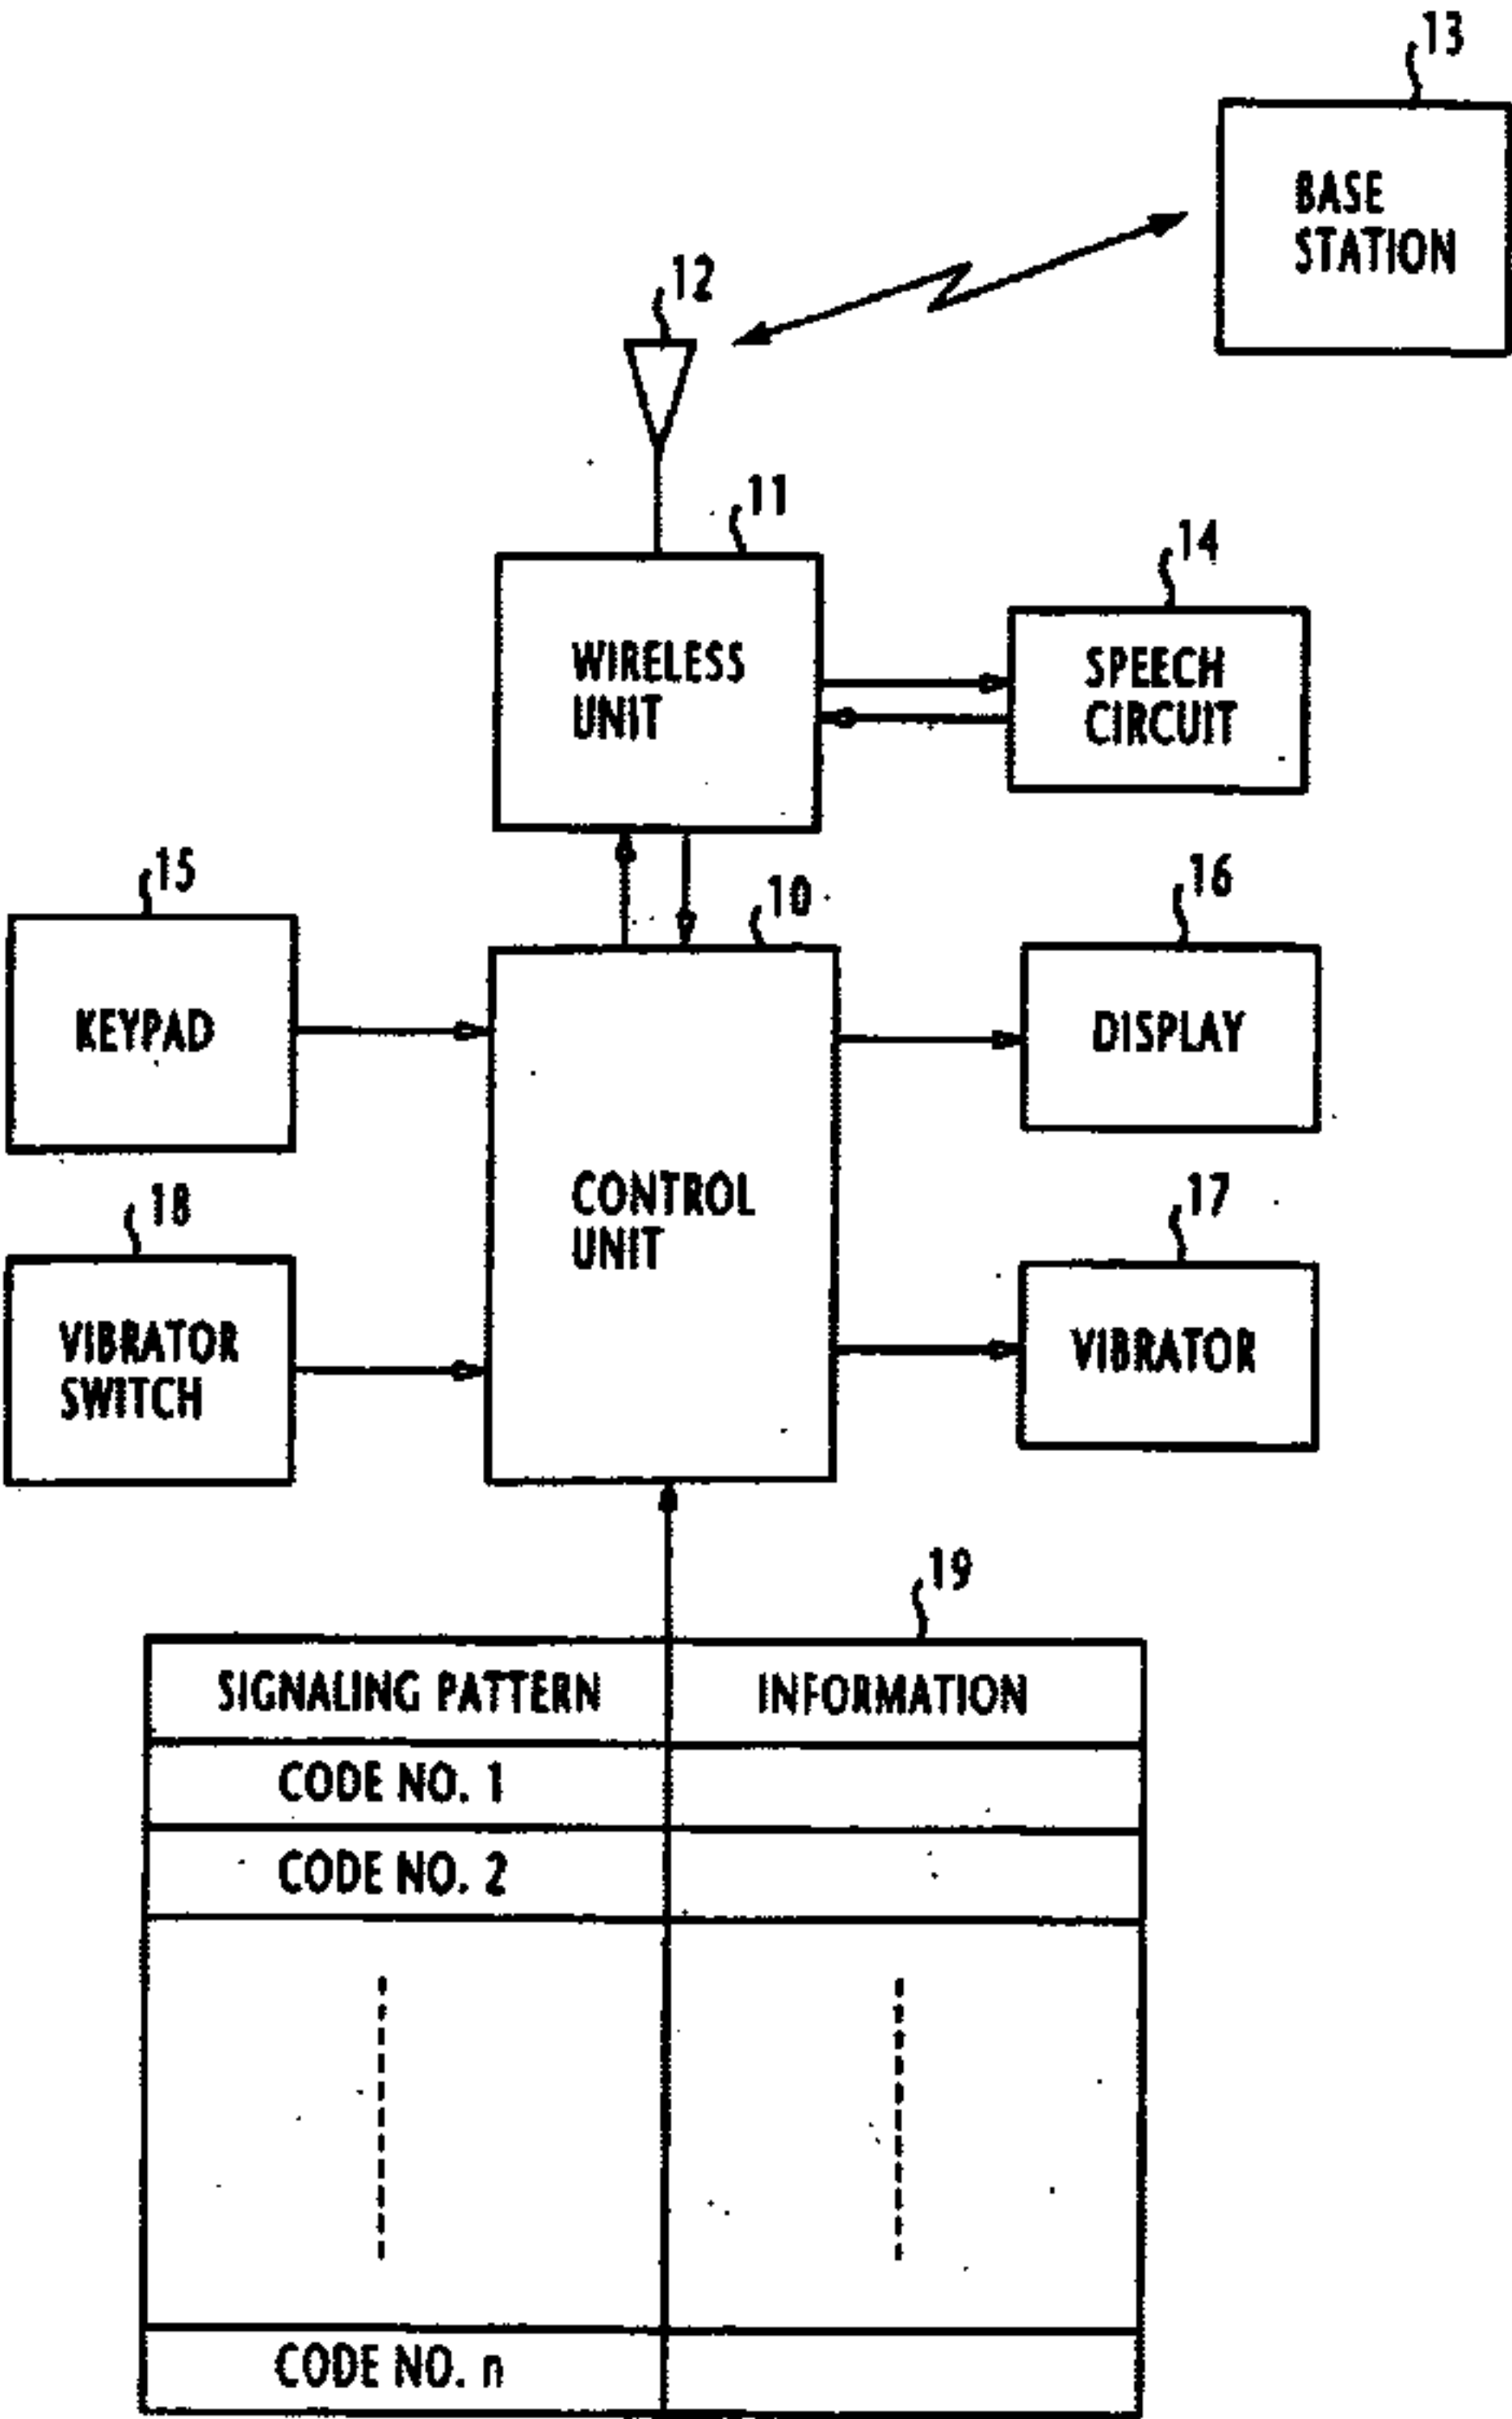 13
BASE
STATION
12
11
WIRELESS
UNIT
14
SPEECH
CIRCUIT
15
KEYPAD
10
CONTROL
UNIT
16
DISPLAY
18
VIBRATOR
SWITCH
17
VIBRATOR
19
SIGNALING PATTERN INFORMATION
CODE NO. 1
CODE NO. 2
CODE NO. n